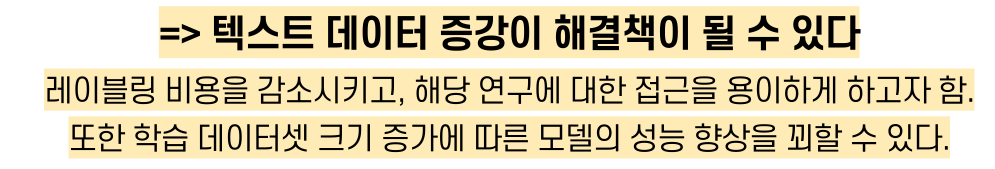 => 텍스트 데이터 증강이 해결책이 될 수 있다
레이블링 비용을 감소시키고, 해당 연구에 대한 접근을 용이하게 하고자 함.
또한 학습 데이터셋 크기 증가에 따른 모델의 성능 향상을 꾀할 수 있다.